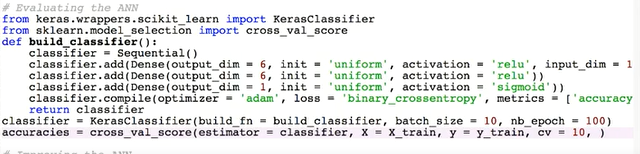 # Evaluating the ANN
from keras.wrappers.scikit_learn import KerasClassifier
from sklearn.model_selection import cross_val_score
def build_classifier():
    classifier = Sequential()
    classifier.add(Dense(output_dim = 6, init = 'uniform', activation = 'relu', input_dim = 1
    classifier.add(Dense(output_dim = 6, init = 'uniform', activation = 'relu'))
    classifier.add(Dense(output_dim = 1, init = 'uniform', activation = 'sigmoid'))
    classifier.compile(optimizer = 'adam', loss = 'binary_crossentropy', metrics = ['accuracy
    return classifier
classifier = KerasClassifier(build_fn = build_classifier, batch_size = 10, nb_epoch = 100)
accuracies = cross_val_score(estimator = classifier, X = X_train, y = y_train, cv = 10, )